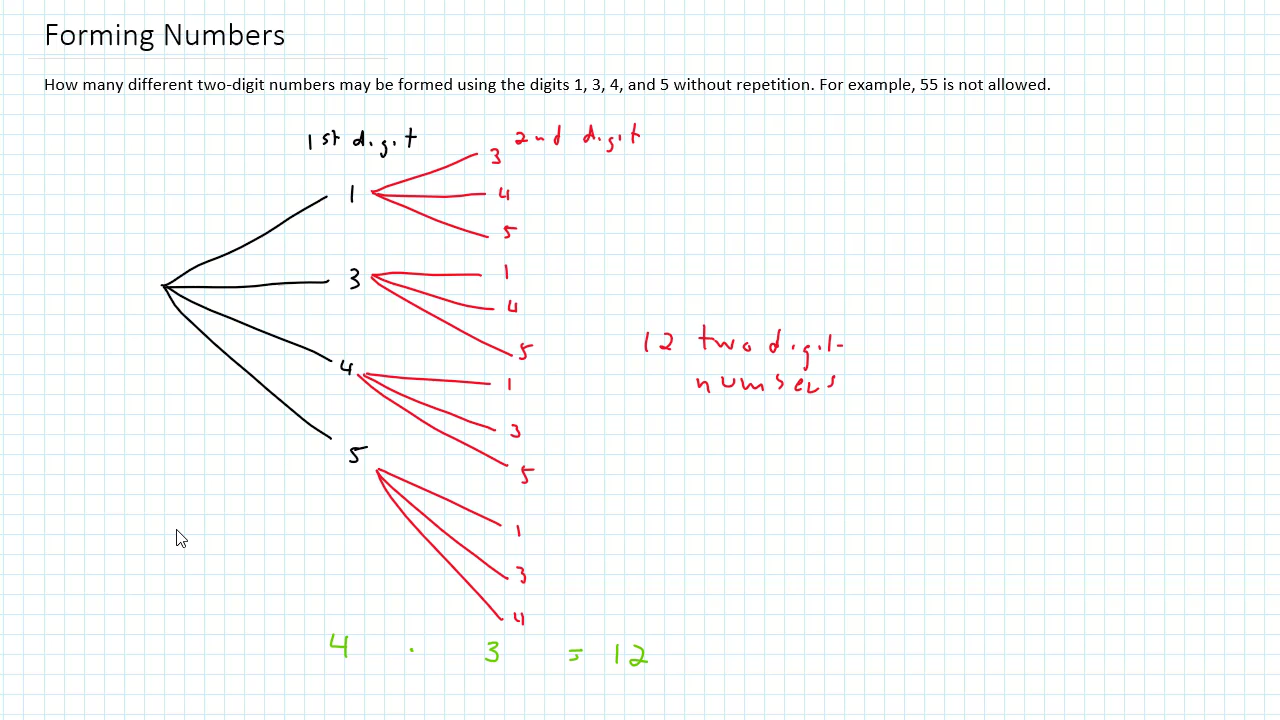 Forming Numbers
How many different two-digit numbers may be formed using the digits 1, 3, 4, and 5 without repetition. For example, 55 is not allowed.
1st digit
2nd digit
3
1
4
5
1
3
4
12 two digit
5
4
1
numbers
3
5
5
1
3
4
4 · 3 = 12